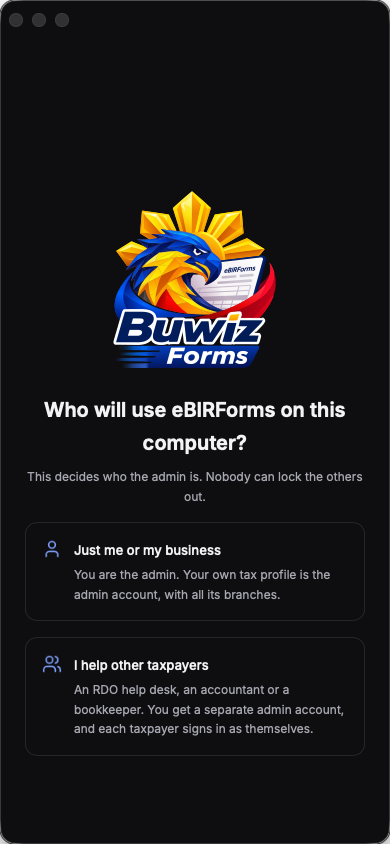 eBIRForms
Buwiz
Forms
Who will use eBIRForms on this
computer?
This decides who the admin is. Nobody can lock the others
out.
Just me or my business
You are the admin. Your own tax profile is the
admin account, with all its branches.
I help other taxpayers
An RDO help desk, an accountant or a
bookkeeper. You get a separate admin account,
and each taxpayer signs in as themselves.